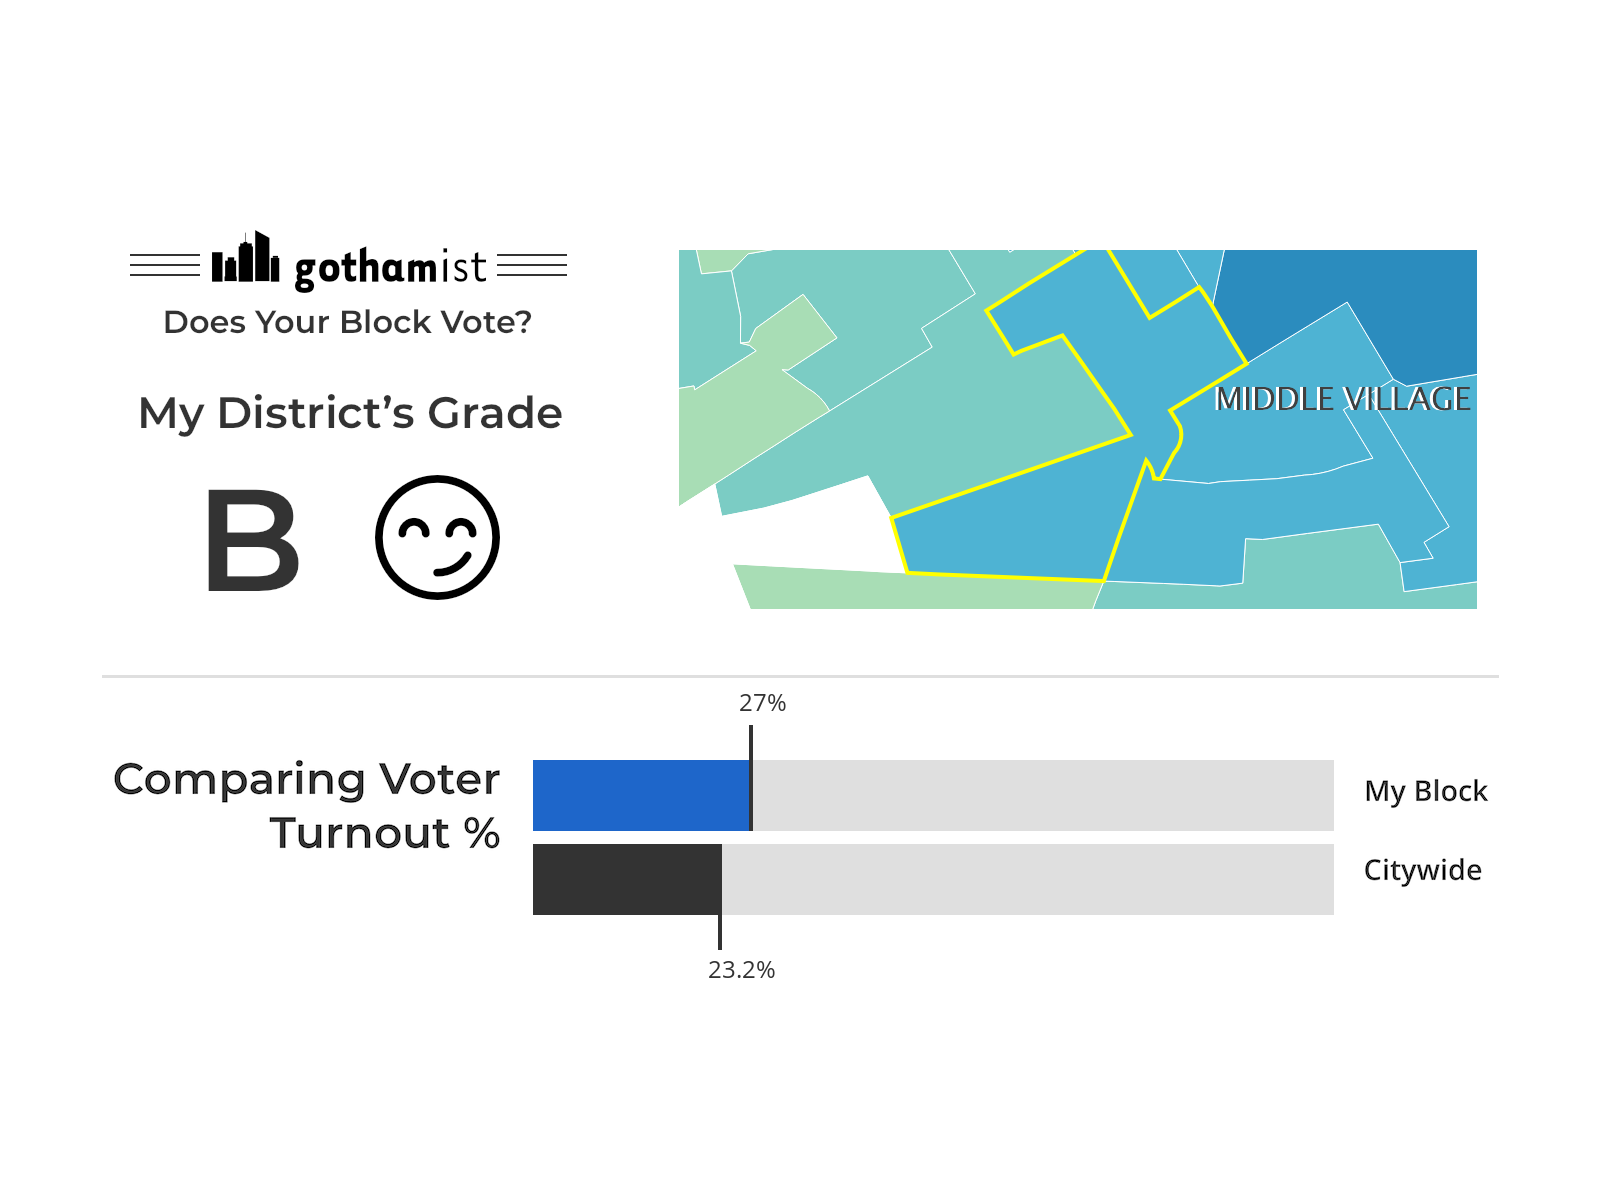 gothamist
Does Your Block Vote?
My District’s Grade
B
MIDDLE VILLAGE
27%
Comparing Voter
Turnout %
My Block
Citywide
23.2%